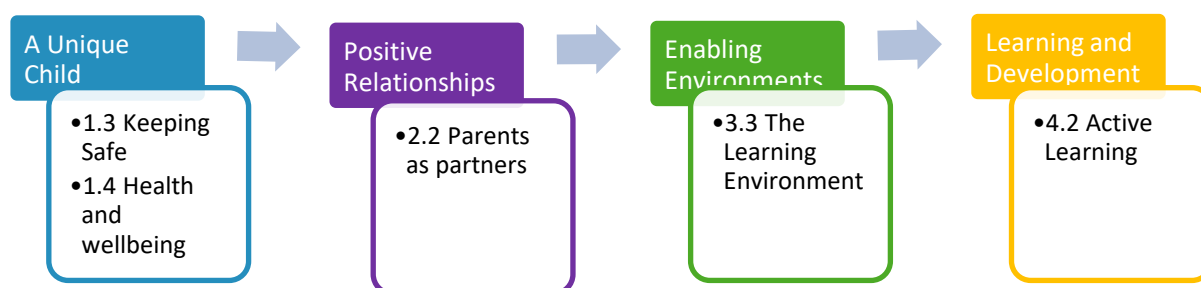 A Unique
Child
•1.3 Keeping
Safe
•1.4 Health
and
wellbeing
Positive
Relationships
•2.2 Parents
as partners
Enabling
Environments
•3.3 The
Learning
Environment
Learning and
Development
•4.2 Active
Learning